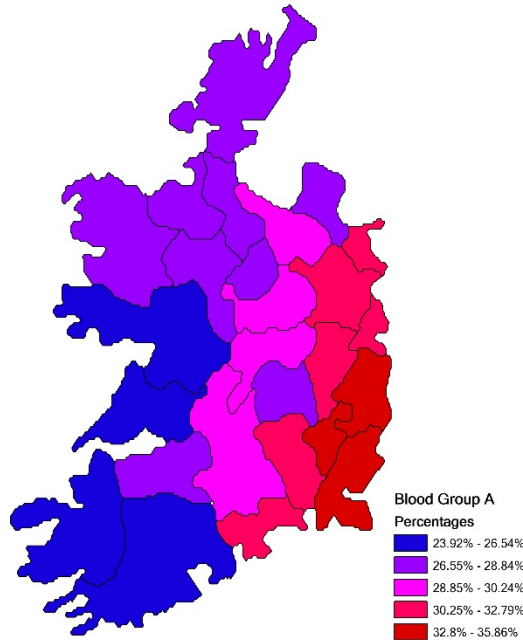 Blood Group A
Percentages
23.92% - 26.54%
26.55% - 28.84%
28.85% - 30.24%
30.25% - 32.79%
32.8% - 35.86%